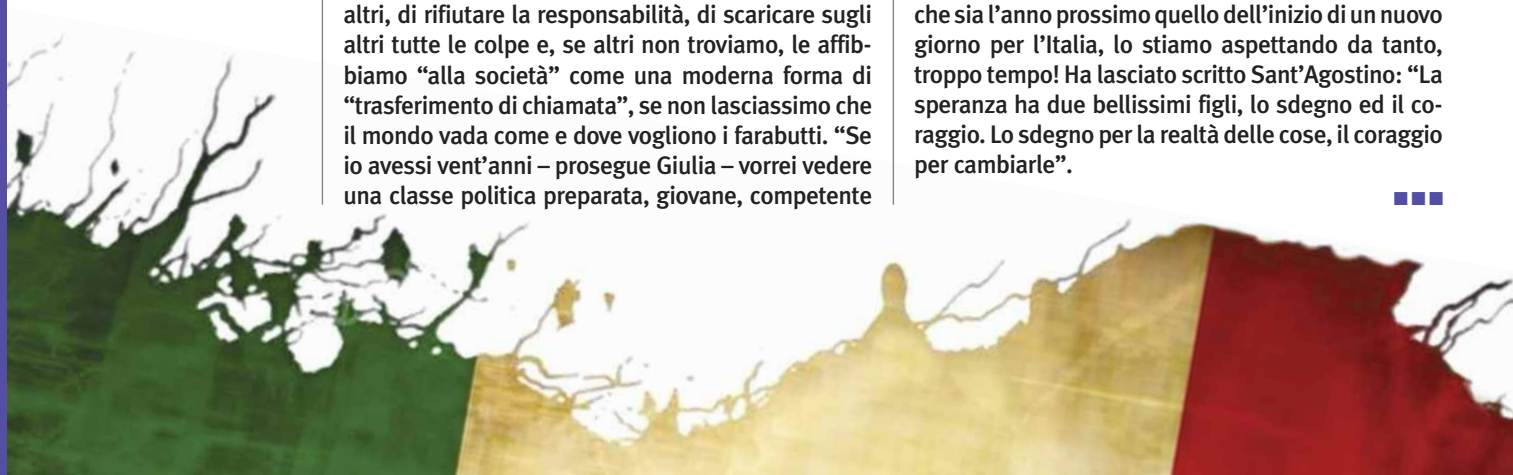 altri, di rifiutare la responsabilità, di scaricare sugli
altri tutte le colpe e, se altri non troviamo, le affib-
biamo “alla società” come una moderna forma di
“trasferimento di chiamata”, se non lasciassimo che
il mondo vada come e dove vogliono i farabutti. “Se
io avessi vent’anni – prosegue Giulia – vorrei vedere
una classe politica preparata, giovane, competente
che sia l’anno prossimo quello dell’inizio di un nuovo
giorno per l’Italia, lo stiamo aspettando da tanto,
troppo tempo! Ha lasciato scritto Sant’Agostino: “La
speranza ha due bellissimi figli, lo sdegno ed il co-
raggio. Lo sdegno per la realtà delle cose, il coraggio
per cambiarle”.